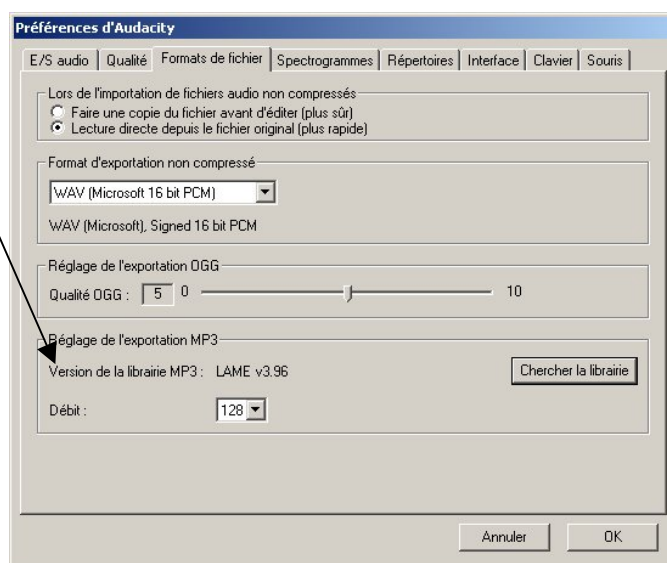 Préférences d'Audacity
E/S audio Qualité Formats de fichier Spectrogrammes Répertoires Interface Clavier Souris
Lors de l'importation de fichiers audio non compressés
Faire une copie du fichier avant d'éditer (plus sûr)
Lecture directe depuis le fichier original (plus rapide)
Format d'exportation non compressé
WAV (Microsoft 16 bit PCM)
WAV (Microsoft), Signed 16 bit PCM
Réglage de l'exportation OGG
Qualité OGG : 5 0 10
Réglage de l'exportation MP3
Version de la librairie MP3 : LAME v3.96 Chercher la librairie
Débit : 128
Annuler OK